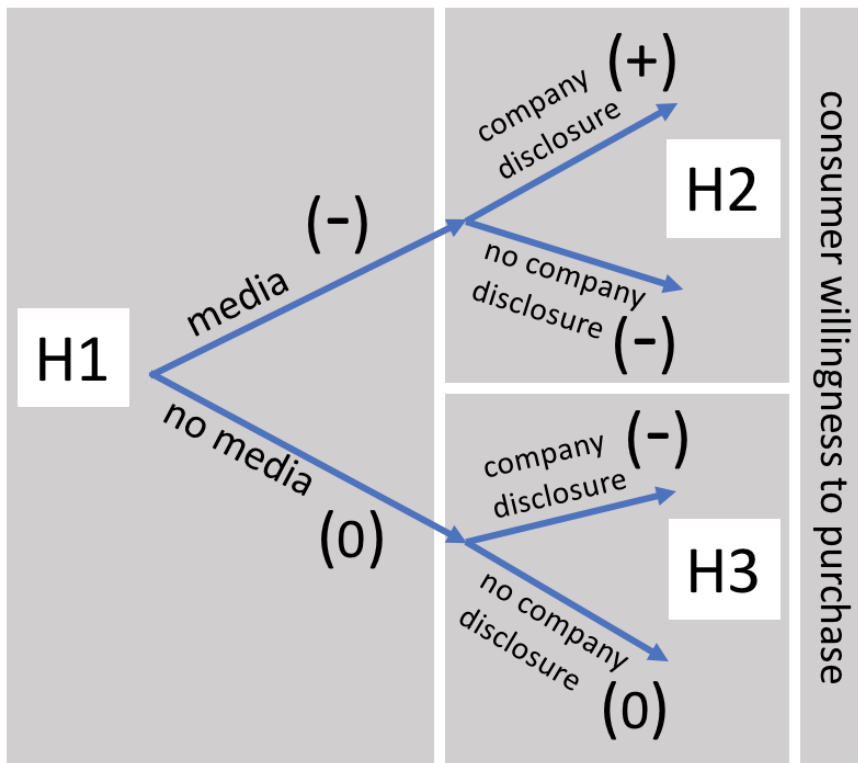 H1
media
(-)
no media
(0)
company
disclosure
(+)
H2
no company
disclosure
(-)
company
disclosure
(-)
H3
no company
disclosure
(0)
consumer willingness to purchase